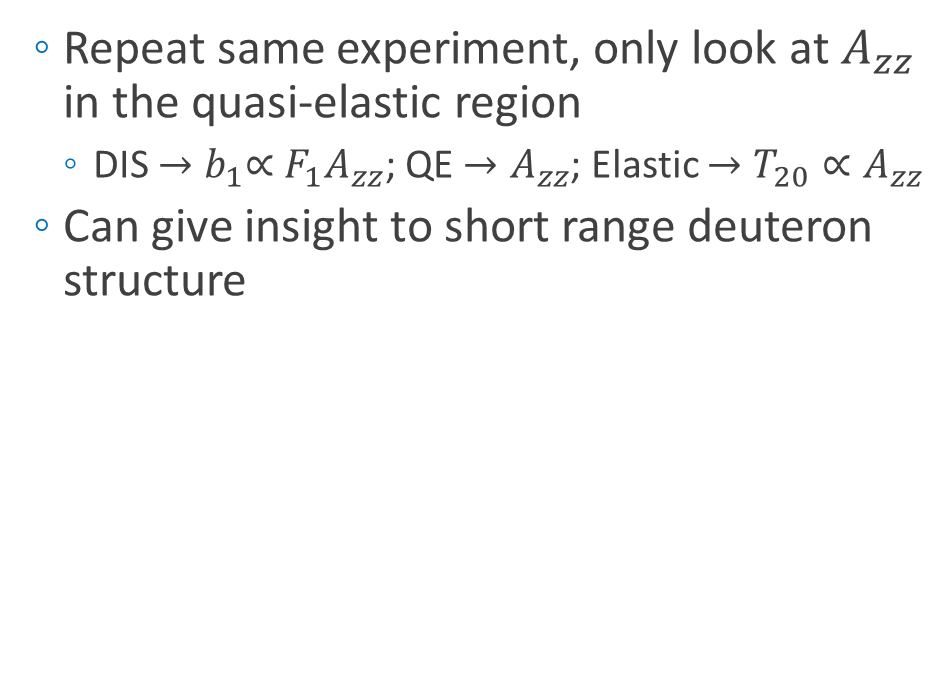 ◦ Repeat same experiment, only look at A_zz
in the quasi-elastic region
◦ DIS → b₁∝ F₁A_zz; QE → A_zz; Elastic → T₂₀ ∝ A_zz
◦ Can give insight to short range deuteron
structure